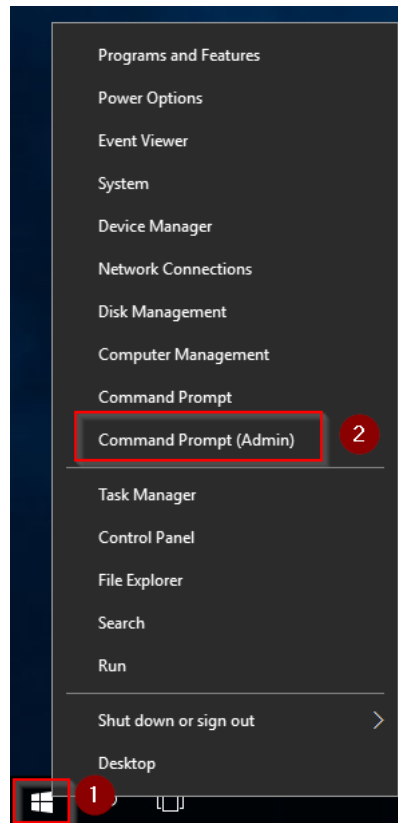 Programs and Features
Power Options
Event Viewer
System
Device Manager
Network Connections
Disk Management
Computer Management
Command Prompt
Command Prompt (Admin)
2
Task Manager
Control Panel
File Explorer
Search
Run
Shut down or sign out
Desktop
1